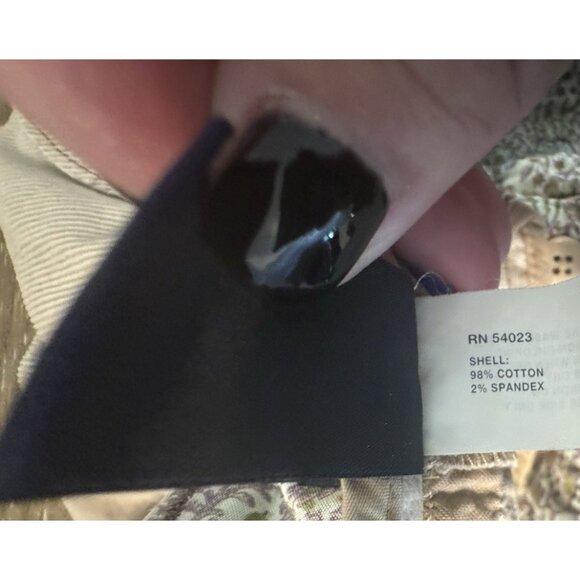 RN 54023
SHELL:
98% COTTON
2% SPANDEX